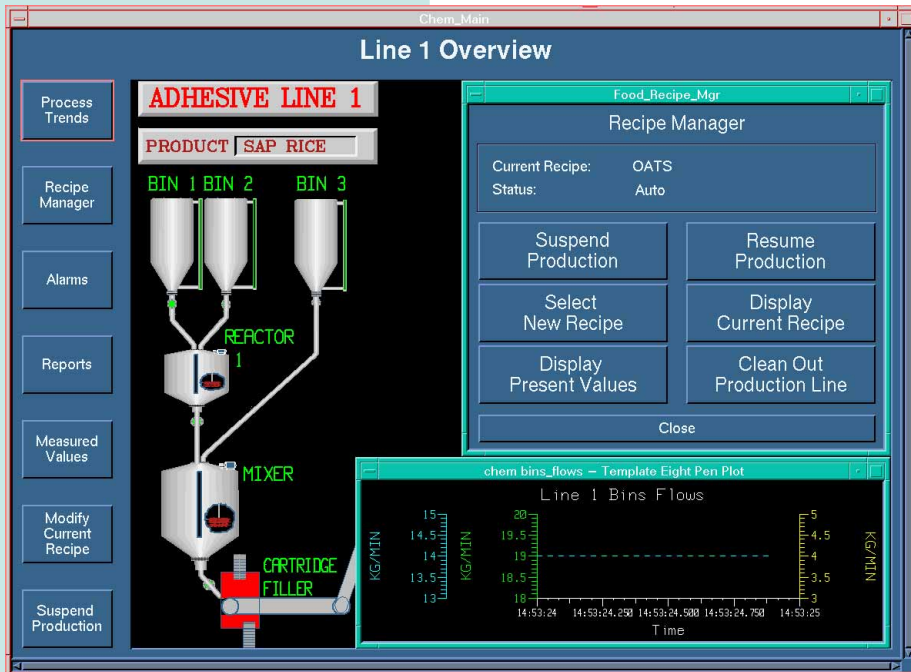 Chem_Main
Line 1 Overview
Process
Trends
Recipe
Manager
Alarms
Reports
Measured
Values
Modify
Current
Recipe
Suspend
Production
ADHESIVE LINE 1
PRODUCT SAP RICE
BIN 1 BIN 2 BIN 3
REACTOR
1
MIXER
CARTRIDGE
FILLER
Food_Recipe_Mgr
Recipe Manager
Current Recipe: OATS
Status: Auto
Suspend
Production
Resume
Production
Select
New Recipe
Display
Current Recipe
Display
Present Values
Clean Out
Production Line
Close
chem bins_flows – Template Eight Pen Plot
Line 1 Bins Flows
KG/MIN
15
14.5
14
13.5
13
KG/MIN
20
19.5
19
18.5
18
5
4.5
4
3.5
3
KG/MIN
14:53:24 14:53:24.250 14:53:24.500 14:53:24.750 14:53:25
Time